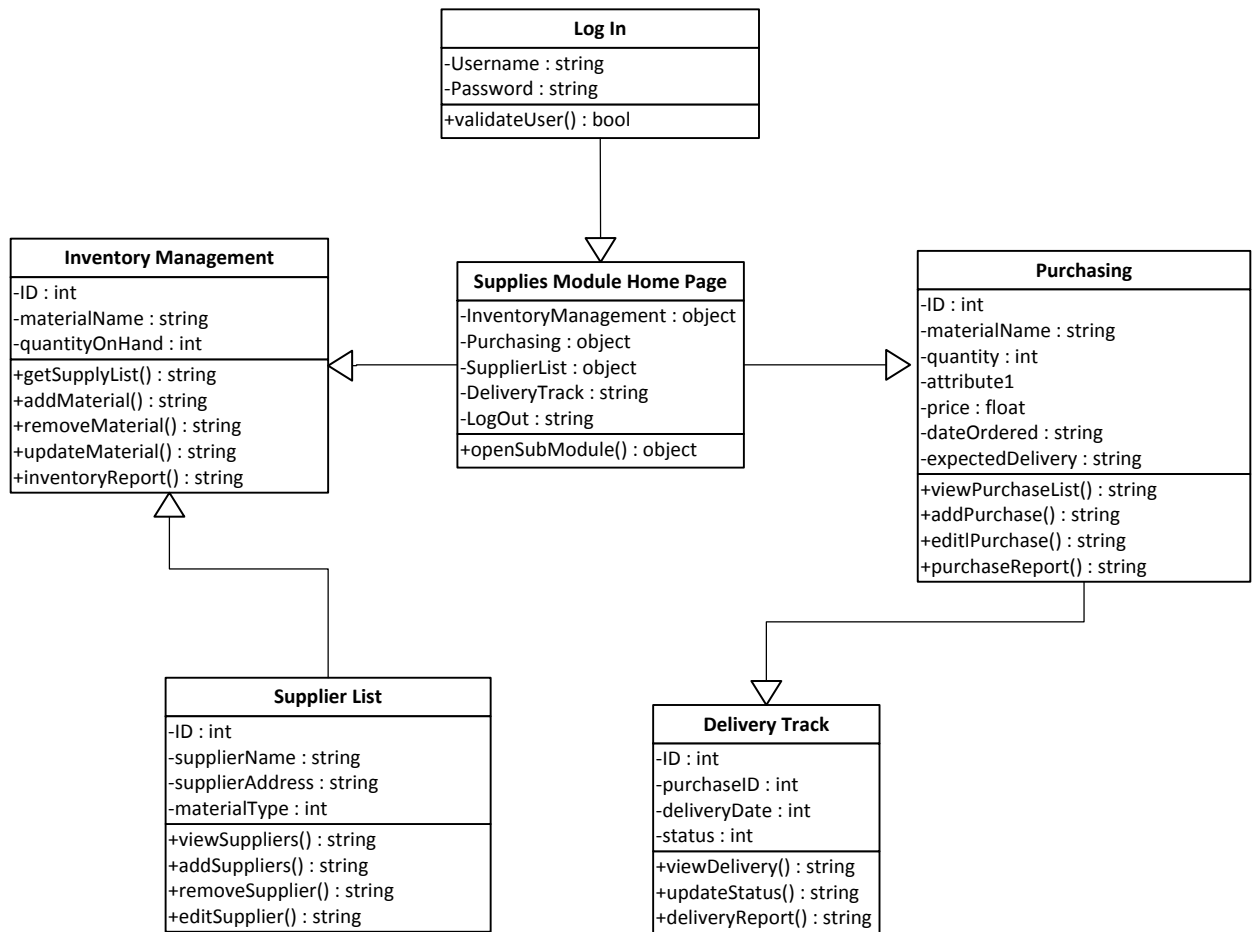 Log In
-Username : string
-Password : string
+validateUser() : bool
Inventory Management
-ID : int
-materialName : string
-quantityOnHand : int
+getSupplyList() : string
+addMaterial() : string
+removeMaterial() : string
+updateMaterial() : string
+inventoryReport() : string
Supplies Module Home Page
-InventoryManagement : object
-Purchasing : object
-SupplierList : object
-DeliveryTrack : string
-LogOut : string
+openSubModule() : object
Purchasing
-ID : int
-materialName : string
-quantity : int
-attribute1
-price : float
-dateOrdered : string
-expectedDelivery : string
+viewPurchaseList() : string
+addPurchase() : string
+editlPurchase() : string
+purchaseReport() : string
Supplier List
-ID : int
-supplierName : string
-supplierAddress : string
-materialType : int
+viewSuppliers() : string
+addSuppliers() : string
+removeSupplier() : string
+editSupplier() : string
Delivery Track
-ID : int
-purchaseID : int
-deliveryDate : int
-status : int
+viewDelivery() : string
+updateStatus() : string
+deliveryReport() : string